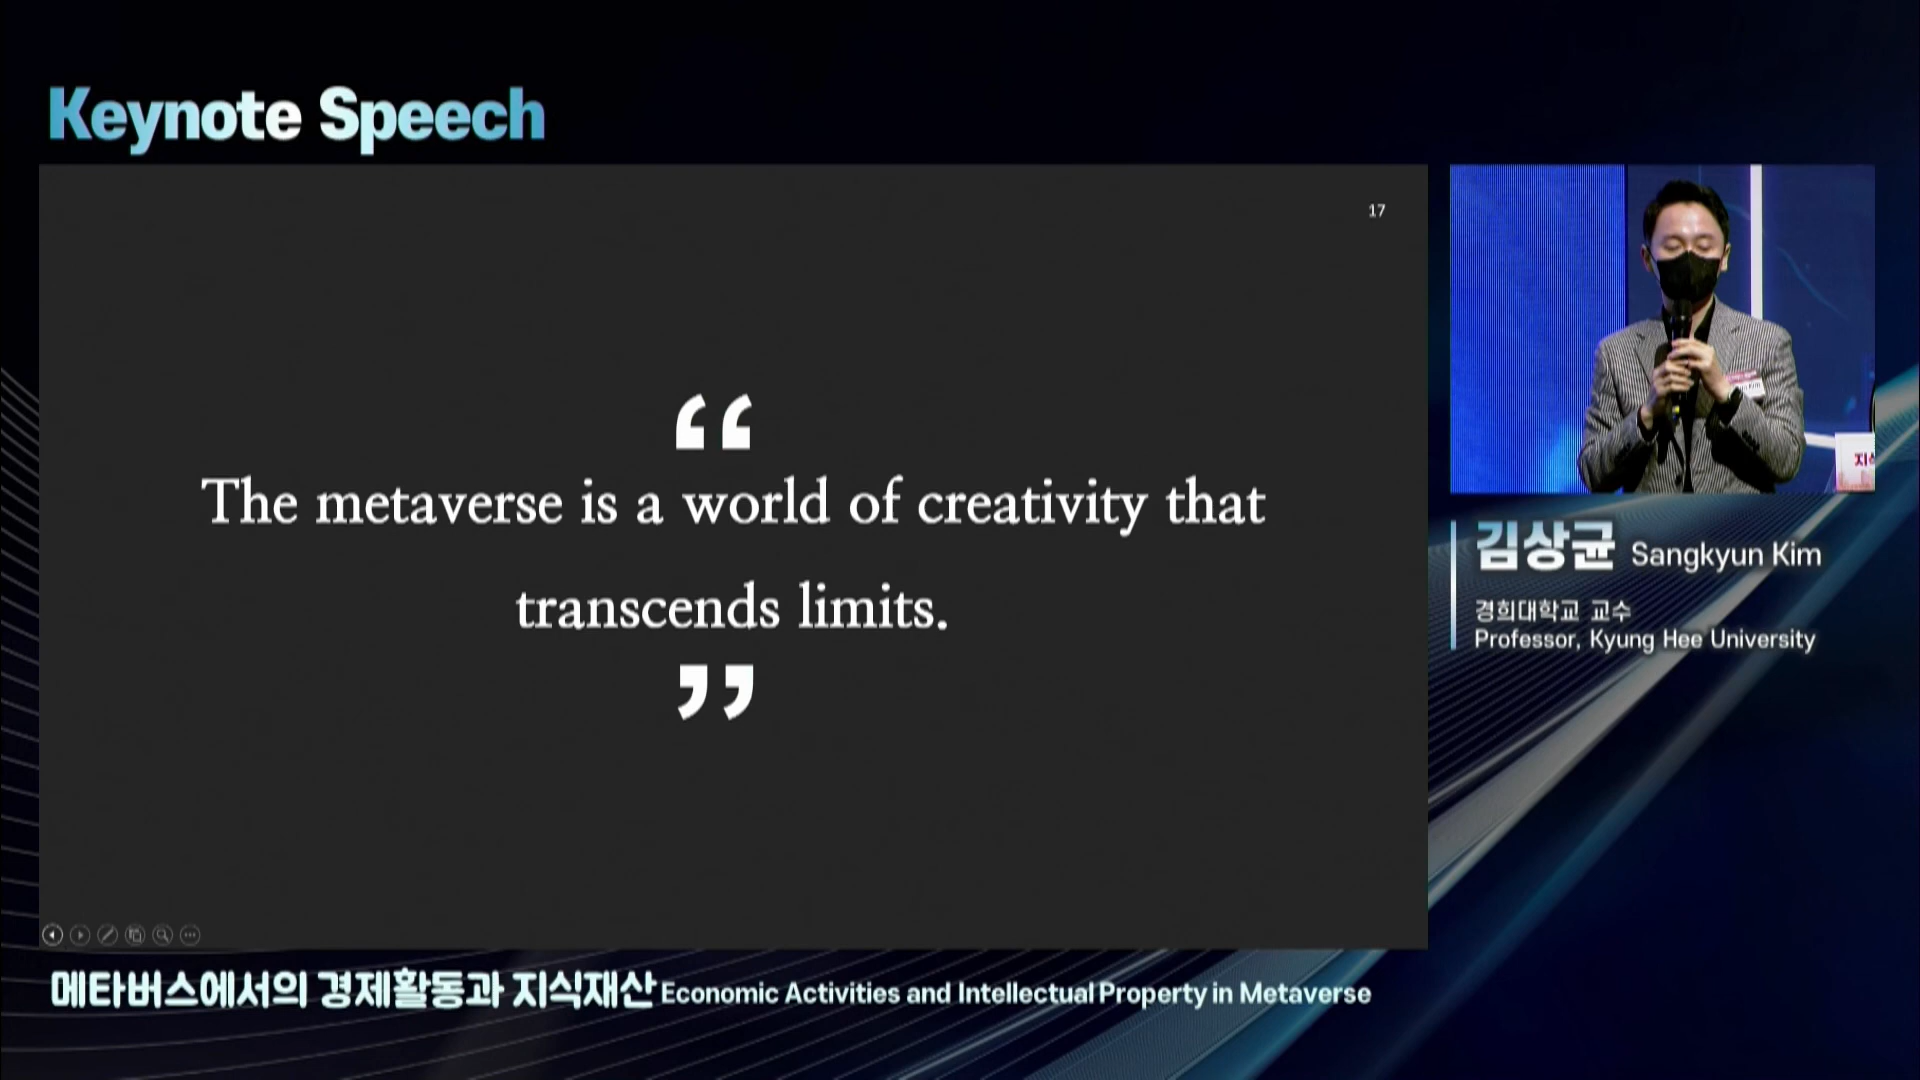 Keynote Speech
17
“
The metaverse is a world of creativity that
transcends limits.
”
김상균 Sangkyun Kim
경희대학교 교수
Professor, Kyung Hee University
메타버스에서의 경제활동과 지식재산 Economic Activities and Intellectual Property in Metaverse